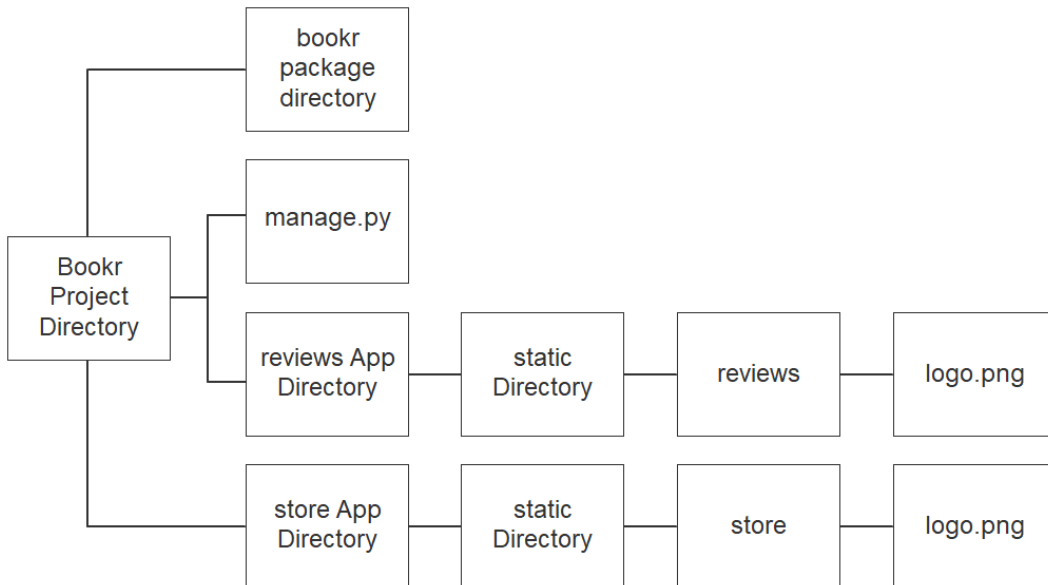 bookr
package
directory
manage.py
Bookr
Project
Directory
reviews App
Directory
static
Directory
reviews
logo.png
store App
Directory
static
Directory
store
logo.png